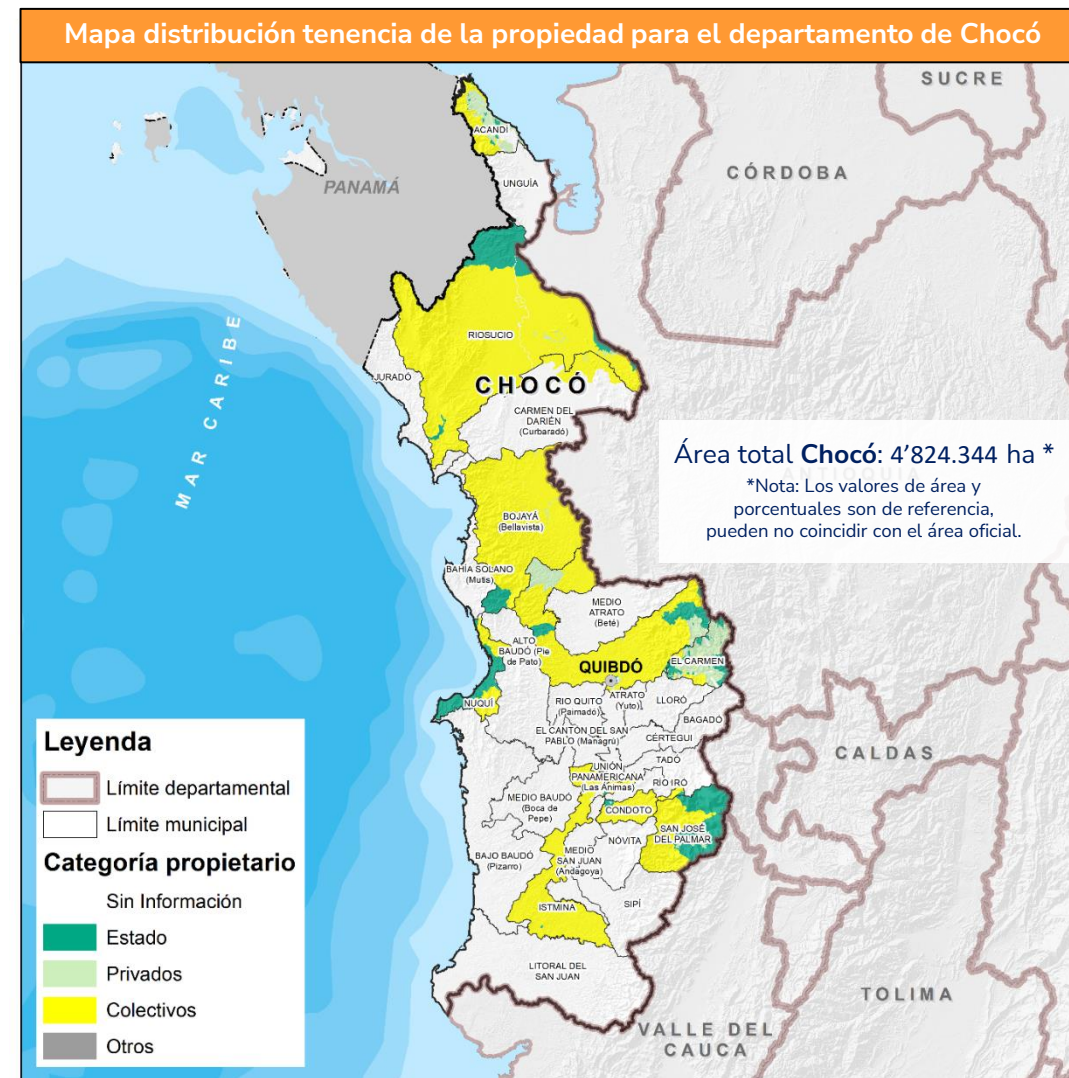 Mapa distribución tenencia de la propiedad para el departamento de Chocó
SUCRE
ACANDÍ
CÓRDOBA
UNGUÍA
PANAMÁ
MAR CARIBE
RIOSUCIO
JURADÓ
CHOCÓ
CARMEN DEL
DARIÉN
(Curbaradó)
Área total Chocó: 4’824.344 ha *
ANTIOQUIA
*Nota: Los valores de área y
porcentuales son de referencia,
pueden no coincidir con el área oficial.
BOJAYÁ
(Bellavista)
BAHÍA SOLANO
(Mutis)
MEDIO
ATRATO
(Beté)
ALTO
BAUDÓ (Pie
de Pato)
QUIBDÓ
EL CARMEN
NUQUÍ
RIO QUITO
(Paimadó)
ATRATO
(Yuto)
LLORÓ
BAGADÓ
EL CANTON DEL SAN
PABLO (Managrú)
CÉRTEGUI
CALDAS
TADÓ
UNIÓN
PANAMERICANA
(Las Ánimas)
RÍO IRÓ
MEDIO BAUDÓ
(Boca de
Pepe)
CONDOTO
SAN JOSÉ
DEL PALMAR
NÓVITA
BAJO BAUDÓ
(Pizarro)
MEDIO
SAN JUAN
(Andagoya)
SIPÍ
ISTMINA
LITORAL DEL
SAN JUAN
TOLIMA
VALLE DEL
CAUCA
Leyenda
Límite departamental
Límite municipal
Categoría propietario
Sin Información
Estado
Privados
Colectivos
Otros